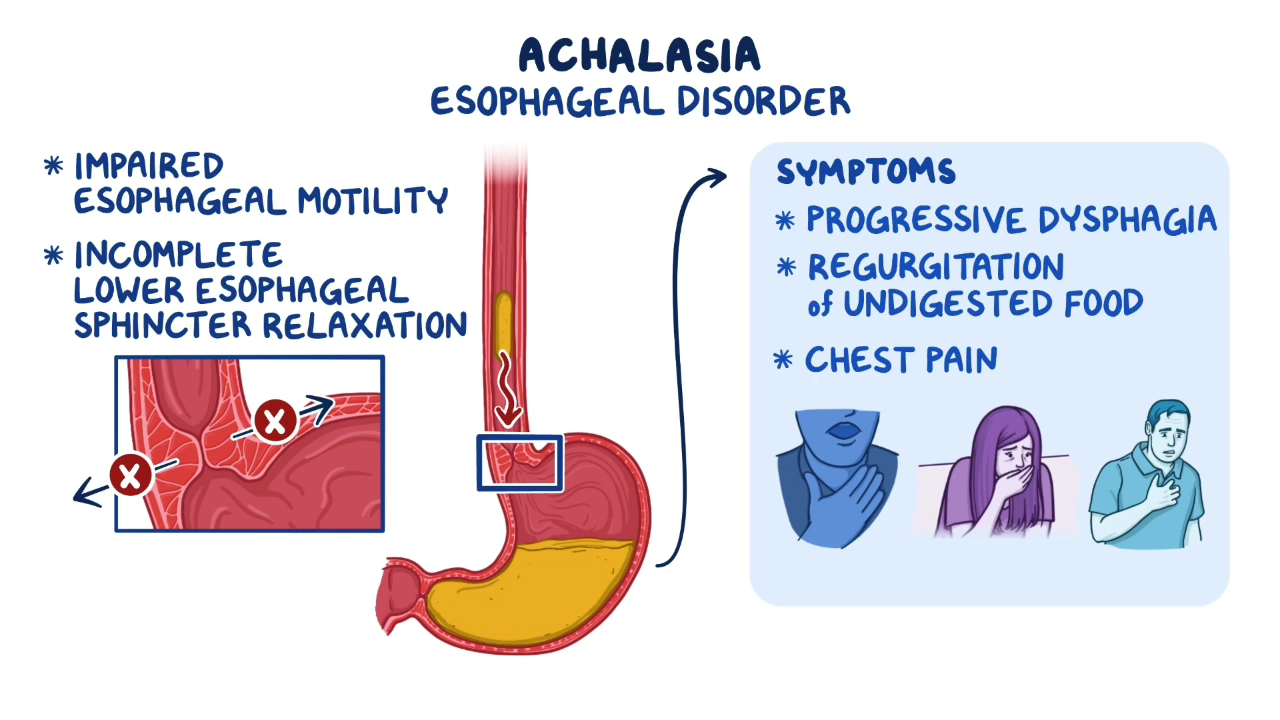 ACHALASIA
ESOPHAGEAL DISORDER
* IMPAIRED
ESOPHAGEAL MOTILITY
* INCOMPLETE
LOWER ESOPHAGEAL
SPHINCTER RELAXATION
X
X
SYMPTOMS
* PROGRESSIVE DYSPHAGIA
* REGURGITATION
of UNDIGESTED FOOD
* CHEST PAIN